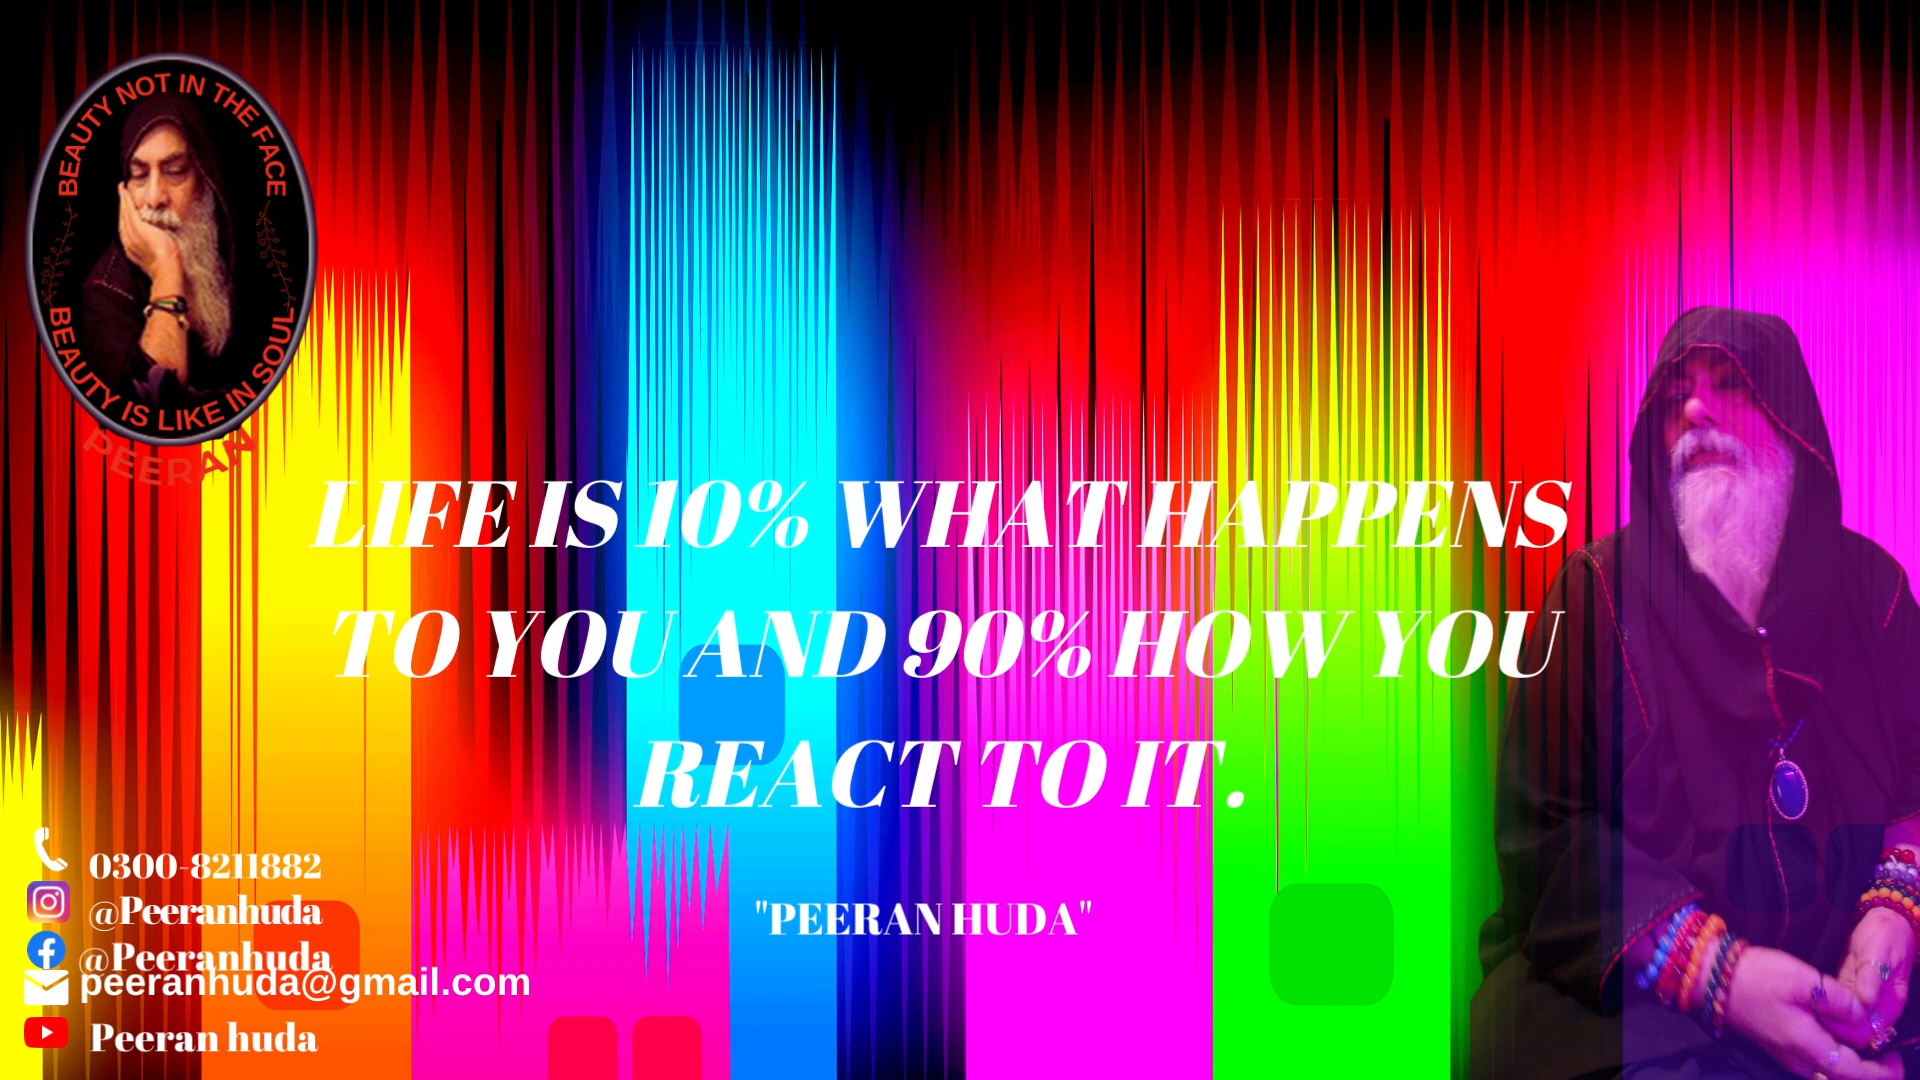 BEAUTY NOT IN THE FACE
BEAUTY IS LIKE IN SOUL
PEERAN
LIFE IS 10% WHAT HAPPENS
TO YOU AND 90% HOW YOU
REACT TO IT.
"PEERAN HUDA"
0300-8211882
@Peeranhuda
@Peeranhuda
peeranhuda@gmail.com
Peeran huda